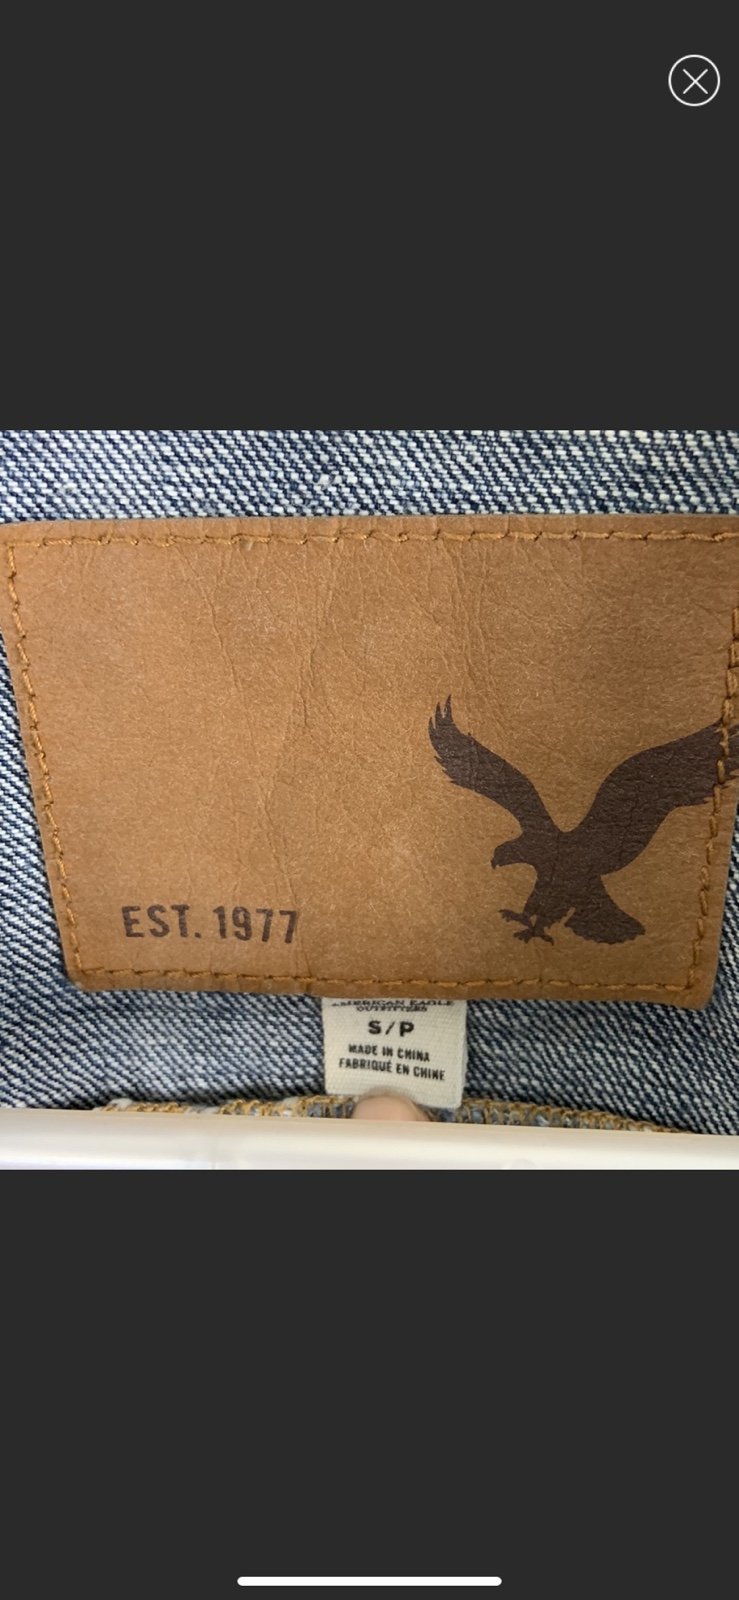 EST. 1977
AMERICAN EAGLE
OUTFITTERS
S/P
MADE IN CHINA
FABRIQUÉ EN CHINE